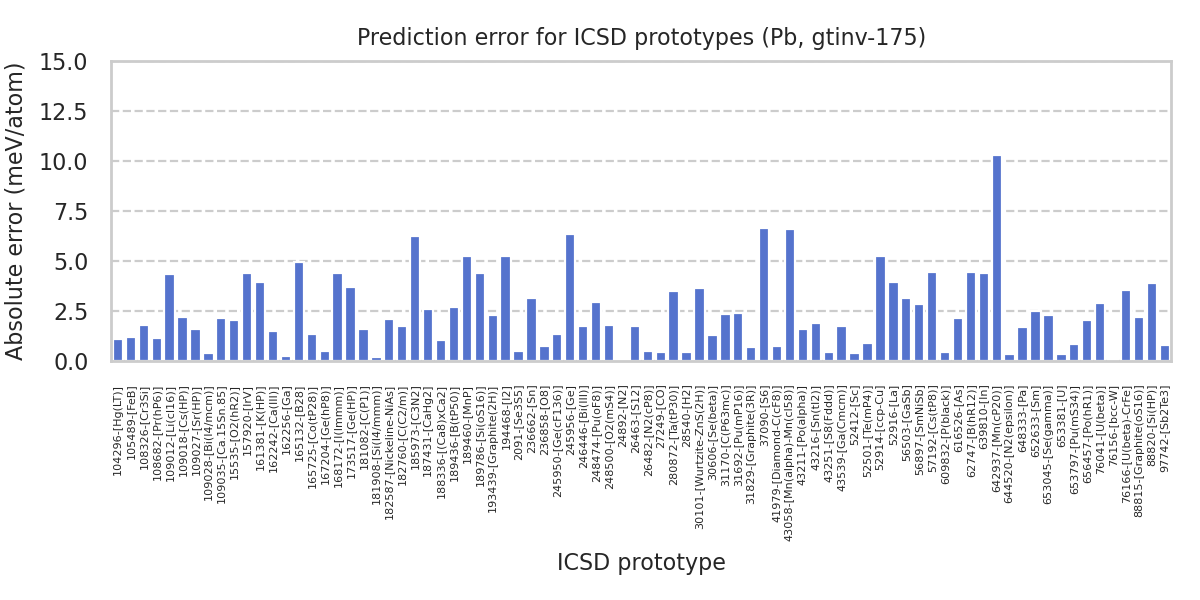 Prediction error for ICSD prototypes (Pb, gtinv-175)
Absolute error (meV/atom)
15.0
12.5
10.0
7.5
5.0
2.5
0.0
104296-[Hg(LT)]
105489-[FeB]
108326-[Cr3Si]
108682-[Pr(hP6)]
109012-[Li(cI16)]
109018-[Cs(HP)]
109027-[Sr(HP)]
109028-[Bi(I4/mcm)]
109035-[Ca.15Sn.85]
15535-[O2(hR2)]
157920-[IrV]
161381-[K(HP)]
162242-[Ca(III)]
162256-[Ga]
165132-[B28]
165725-[Co(tP28)]
167204-[Ge(hP8)]
168172-[I(Immm)]
173517-[Ge(HP)]
181082-[C(P1)]
181908-[Si(I4/mmm)]
182587-[Nickeline-NiAs]
182760-[C(C2/m)]
185973-[C3N2]
187431-[CaHg2]
188336-[(Ca8)xCa2]
189436-[B(tP50)]
189460-[MnP]
189786-[Si(oS16)]
193439-[Graphite(2H)]
194468-[I2]
20911-[Se3S5]
236662-[Sn]
236858-[O8]
245950-[Ge(cF136)]
245956-[Ge]
246446-[Bi(III)]
248474-[Pu(oF8)]
248500-[O2(mS4)]
24892-[N2]
26463-[S12]
26482-[N2(cP8)]
27249-[CO]
280872-[Ta(tP30)]
28540-[H2]
30101-[Wurtzite-ZnS(2H)]
30606-[Se(beta)]
31170-[C(P63mc)]
31692-[Pu(mP16)]
31829-[Graphite(3R)]
37090-[S6]
41979-[Diamond-C(cF8)]
43058-[Mn(alpha)-Mn(cI58)]
43211-[Po(alpha)]
43216-[Sn(tI2)]
43251-[S8(Fddd)]
43539-[Ga(Cmcm)]
52412-[Sc]
52501-[Te(mP4)]
52914-[ccp-Cu]
52916-[La]
56503-[GaSb]
56897-[SmNiSb]
57192-[Cs(tP8)]
609832-[P(black)]
616526-[As]
62747-[B(hR12)]
639810-[In]
642937-[Mn(cP20)]
644520-[N2(epsilon)]
648333-[Pa]
652633-[Sm]
653045-[Se(gamma)]
653381-[U]
653797-[Pu(mS34)]
656457-[Po(hR1)]
76041-[U(beta)]
76156-[bcc-W]
76166-[U(beta)-CrFe]
88815-[Graphite(oS16)]
88820-[Si(HP)]
97742-[Sb2Te3]
ICSD prototype